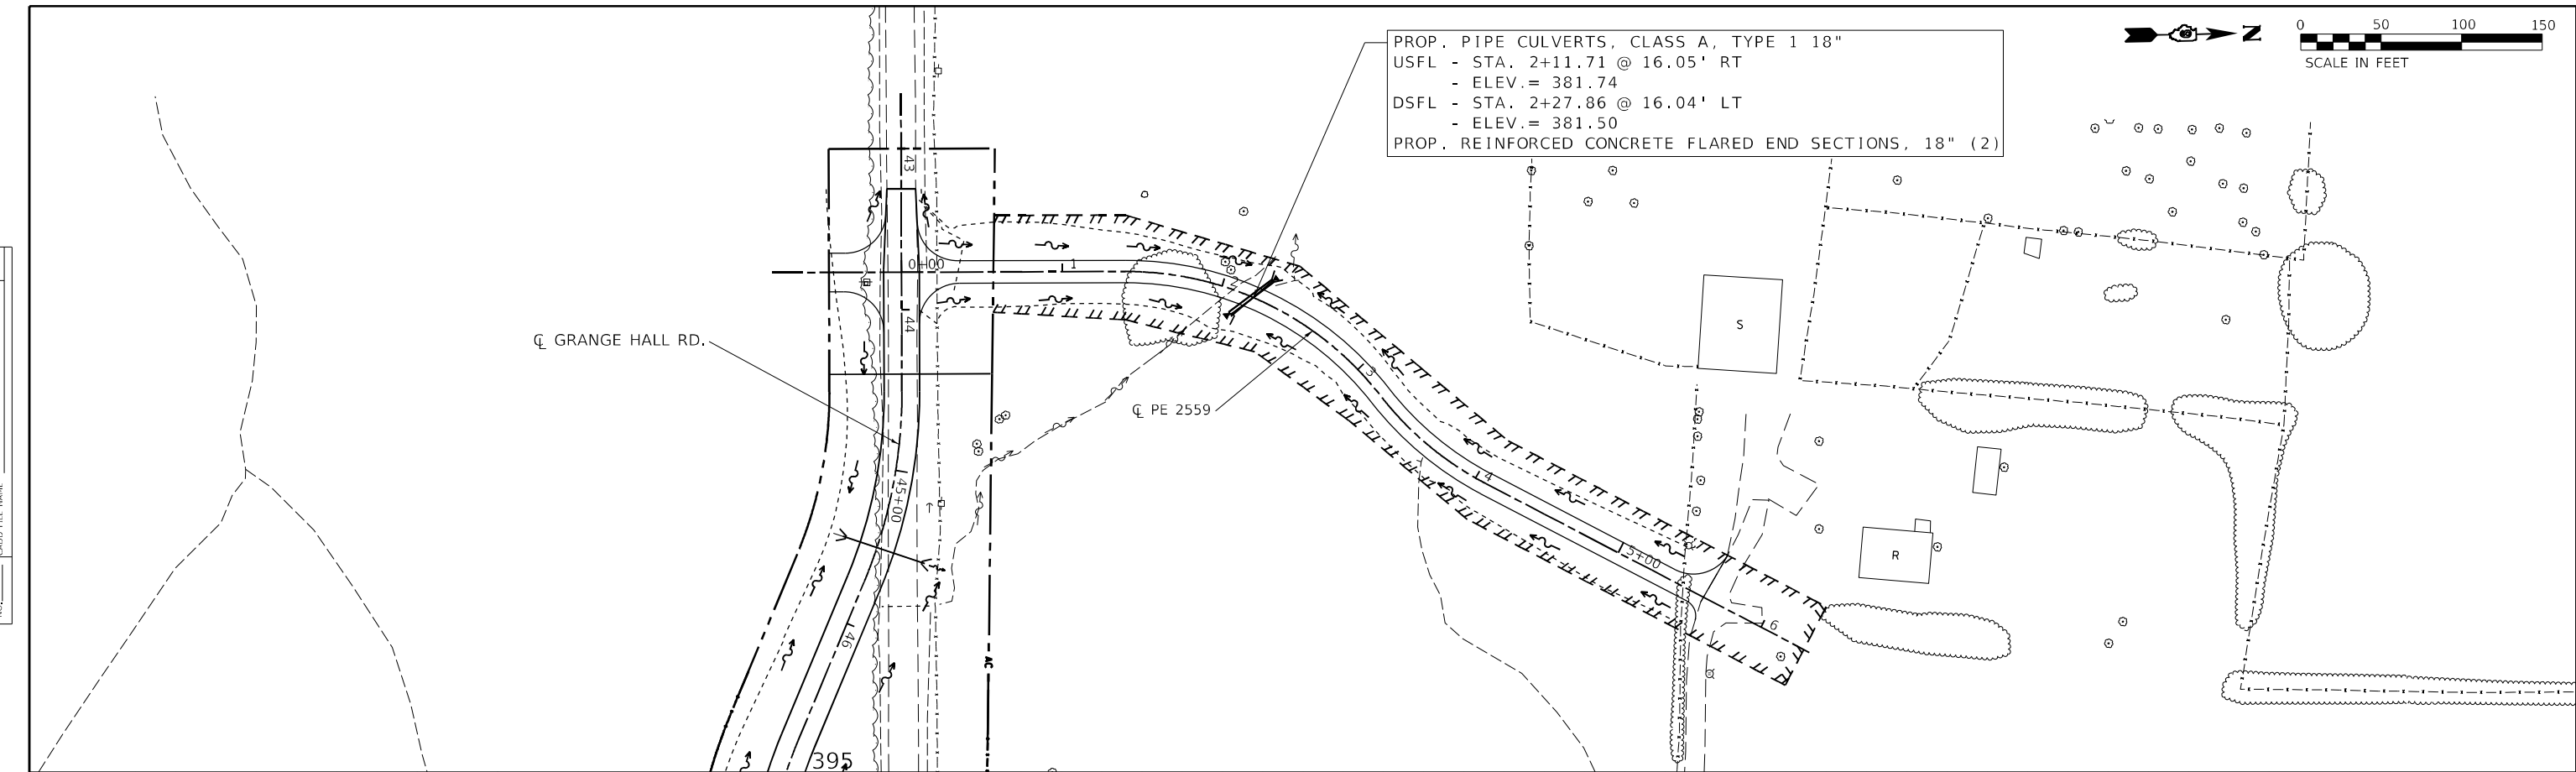 PROP. PIPE CULVERTS, CLASS A, TYPE 1 18"
USFL - STA. 2+11.71 @ 16.05' RT
- ELEV.= 381.74
DSFL - STA. 2+27.86 @ 16.04' LT
- ELEV.= 381.50
PROP. REINFORCED CONCRETE FLARED END SECTIONS, 18" (2)
N
0 50 100 150
SCALE IN FEET
43
0+00
1
2
44
℄ GRANGE HALL RD.
S
3
℄ PE 2559
4
45+00
5+00
R
6
46
AC
395